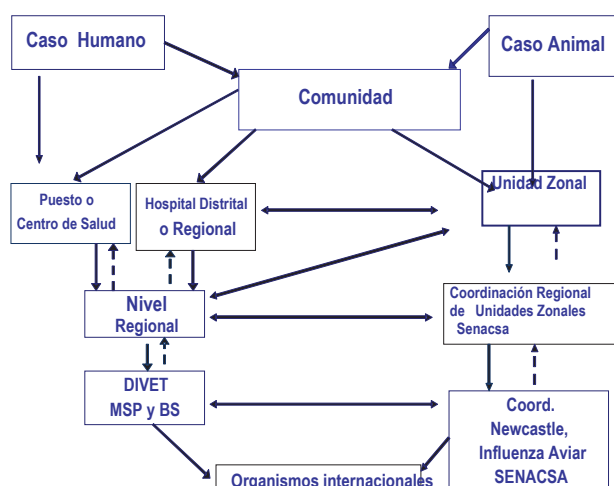 Caso Humano
Caso Animal
Comunidad
Puesto o
Centro de Salud
Hospital Distrital
o Regional
Unidad Zonal
Nivel
Regional
Coordinación Regional
de Unidades Zonales
Senacsa
DIVET
MSP y BS
Coord.
Newcastle,
Influenza Aviar
SENACSA
Organismos internacionales